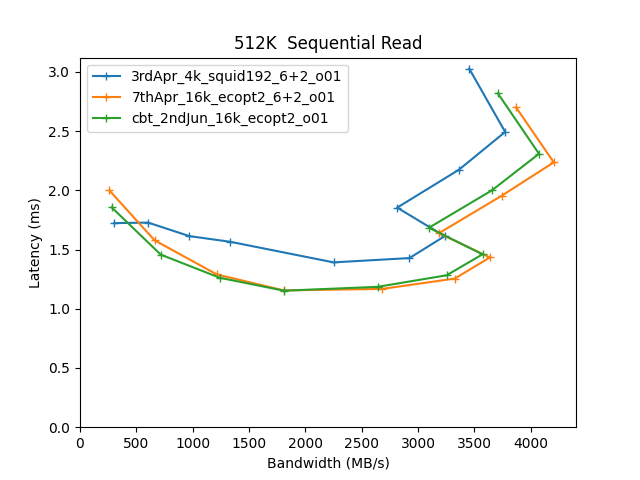 512K  Sequential Read
3rdApr_4k_squid192_6+2_o01
7thApr_16k_ecopt2_6+2_o01
cbt_2ndJun_16k_ecopt2_o01
Latency (ms)
3.0
2.5
2.0
1.5
1.0
0.5
0.0
0 500 1000 1500 2000 2500 3000 3500 4000
Bandwidth (MB/s)